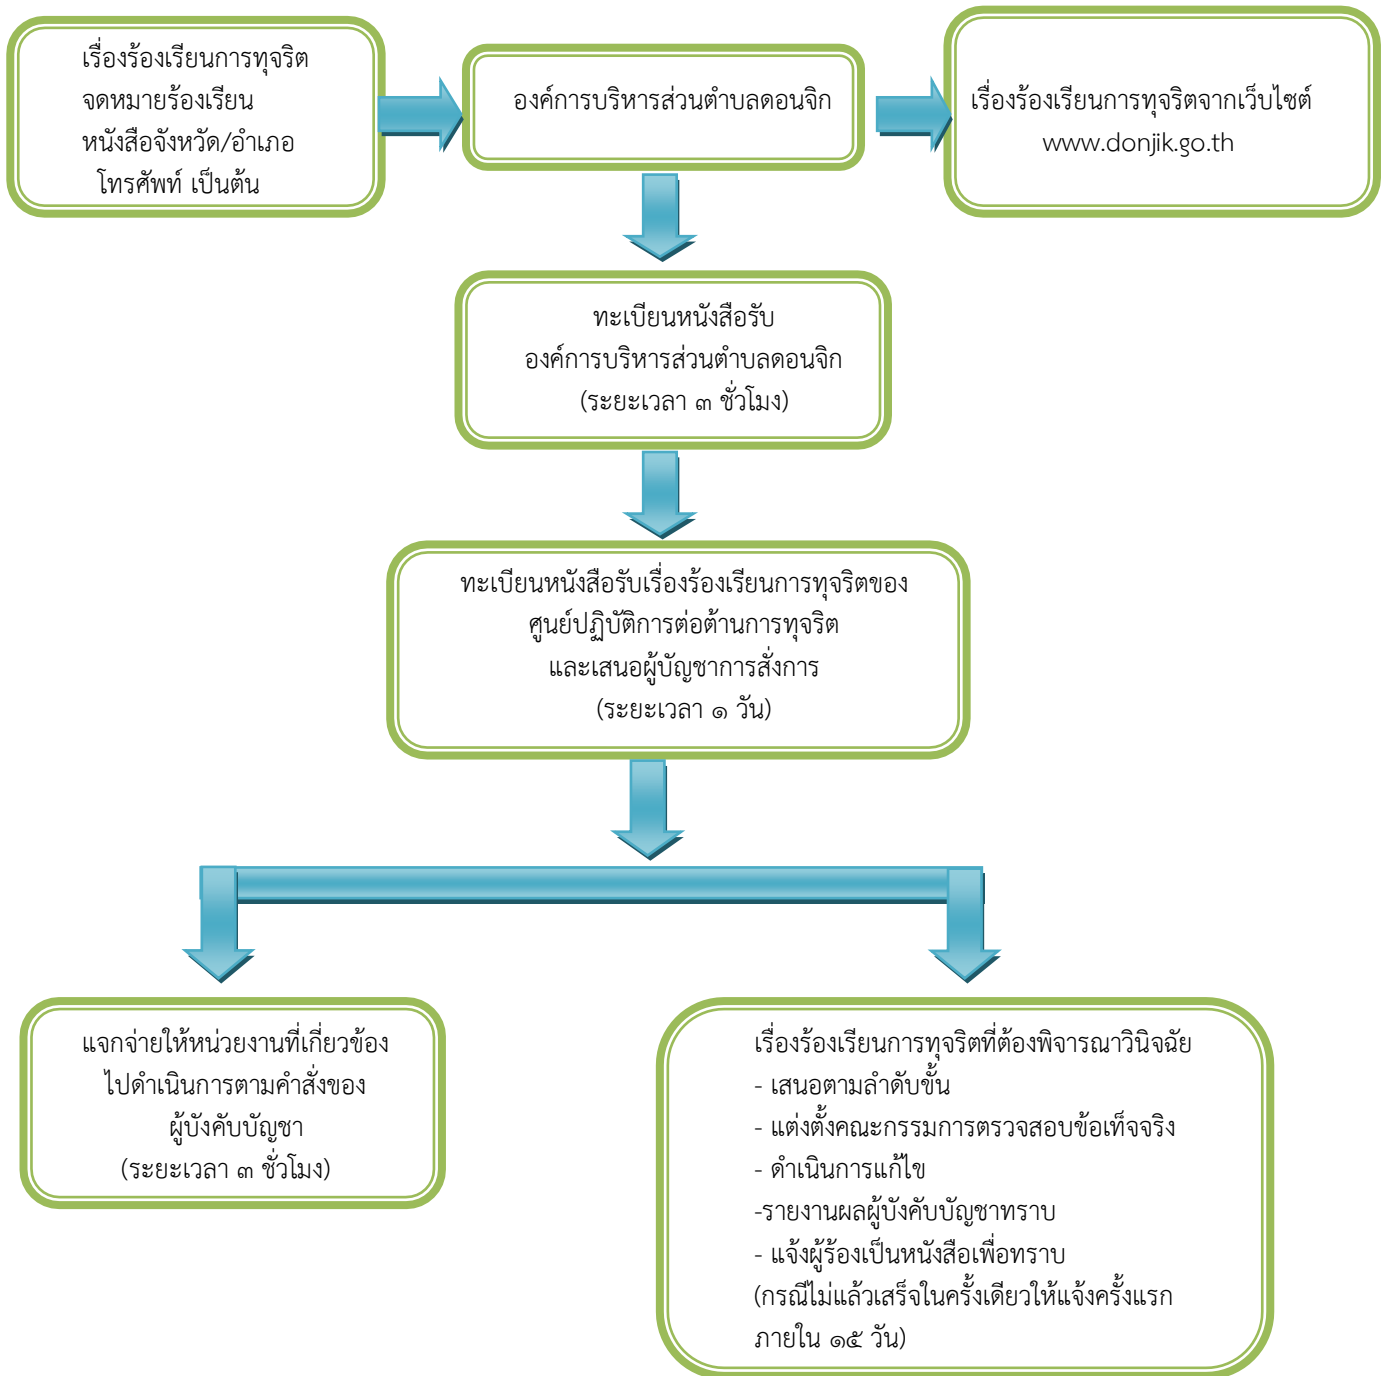 เรื่องร้องเรียนการทุจริต
จดหมายร้องเรียน
หนังสือจังหวัด/อำเภอ
โทรศัพท์ เป็นต้น
องค์การบริหารส่วนตำบลดอนจิก
เรื่องร้องเรียนการทุจริตจากเว็บไซต์
www.donjik.go.th
ทะเบียนหนังสือรับ
องค์การบริหารส่วนตำบลดอนจิก
(ระยะเวลา ๓ ชั่วโมง)
ทะเบียนหนังสือรับเรื่องร้องเรียนการทุจริตของ
ศูนย์ปฏิบัติการต่อต้านการทุจริต
และเสนอผู้บัญชาการสั่งการ
(ระยะเวลา ๑ วัน)
แจกจ่ายให้หน่วยงานที่เกี่ยวข้อง
ไปดำเนินการตามคำสั่งของ
ผู้บังคับบัญชา
(ระยะเวลา ๓ ชั่วโมง)
เรื่องร้องเรียนการทุจริตที่ต้องพิจารณาวินิจฉัย
- เสนอตามลำดับขั้น
- แต่งตั้งคณะกรรมการตรวจสอบข้อเท็จจริง
- ดำเนินการแก้ไข
-รายงานผลผู้บังคับบัญชาทราบ
- แจ้งผู้ร้องเป็นหนังสือเพื่อทราบ
(กรณีไม่แล้วเสร็จในครั้งเดียวให้แจ้งครั้งแรก
ภายใน ๑๕ วัน)